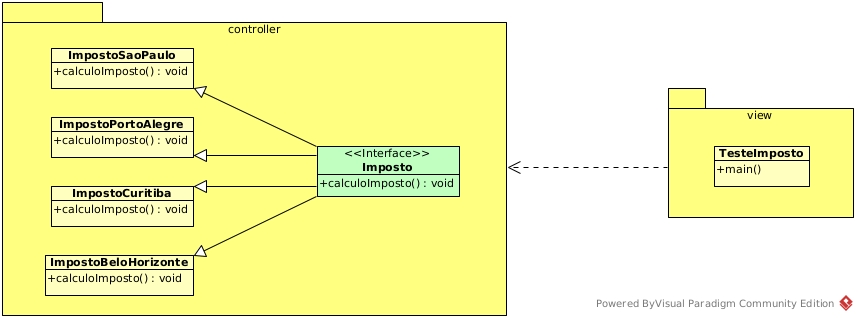 controller
ImpostoSaoPaulo
+calculoImposto() : void
ImpostoPortoAlegre
+calculoImposto() : void
ImpostoCuritiba
+calculoImposto() : void
ImpostoBeloHorizonte
+calculoImposto() : void
<<Interface>>
Imposto
+calculoImposto() : void
view
TesteImposto
+main()
Powered ByVisual Paradigm Community Edition